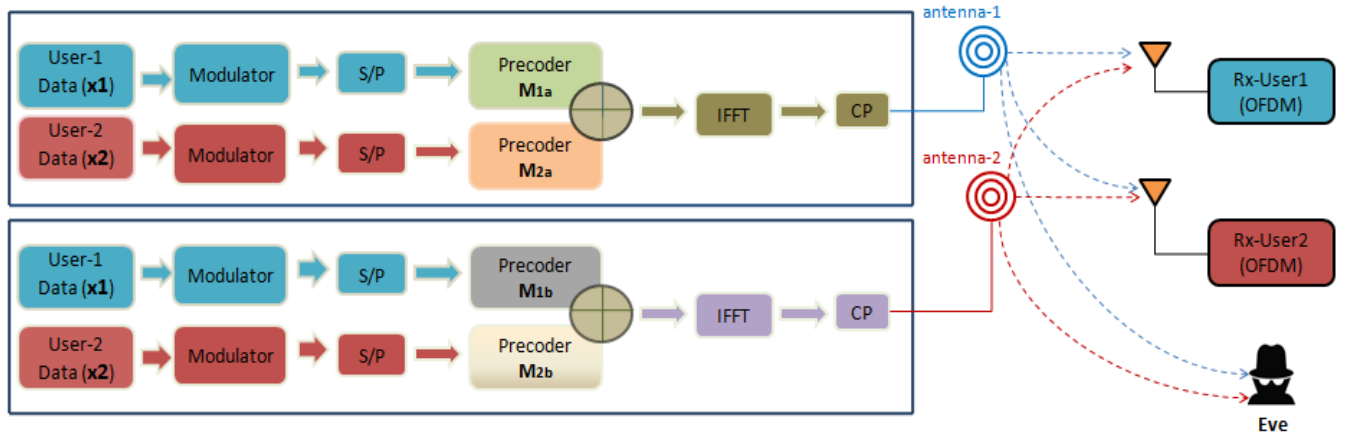 User-1
Data (x1)
Modulator
S/P
Precoder
M1a
IFFT
CP
User-2
Data (x2)
Modulator
S/P
Precoder
M2a
antenna-1
Rx-User1
(OFDM)
antenna-2
Rx-User2
(OFDM)
User-1
Data (x1)
Modulator
S/P
Precoder
M1b
IFFT
CP
User-2
Data (x2)
Modulator
S/P
Precoder
M2b
Eve